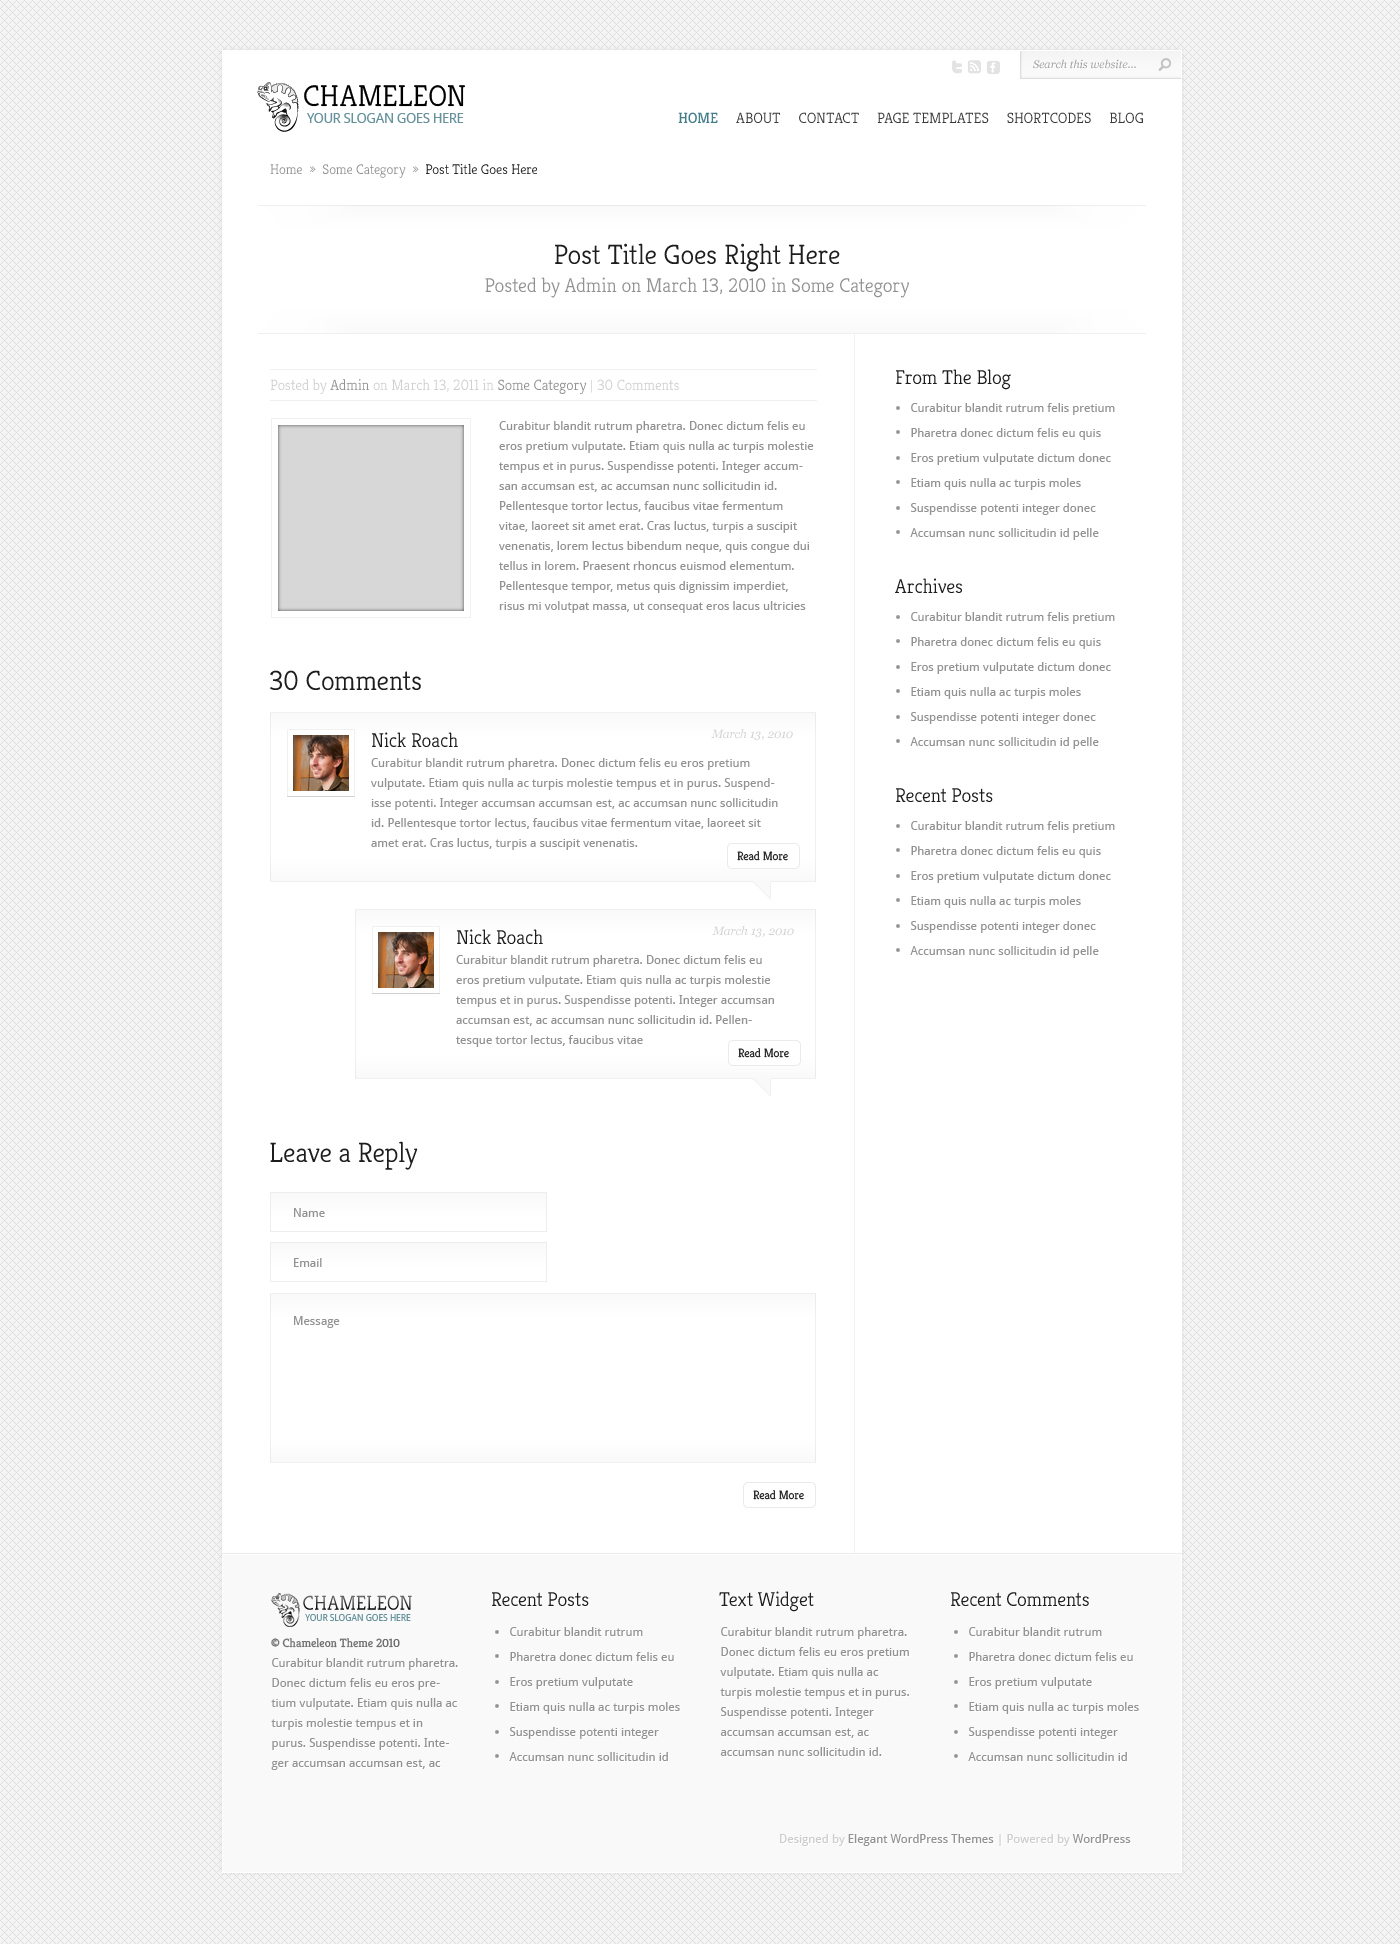 Search this website...
CHAMELEON
YOUR SLOGAN GOES HERE
HOME ABOUT CONTACT PAGE TEMPLATES SHORTCODES BLOG
Home » Some Category » Post Title Goes Here
Post Title Goes Right Here
Posted by Admin on March 13, 2010 in Some Category
Posted by Admin on March 13, 2011 in Some Category | 30 Comments
Curabitur blandit rutrum pharetra. Donec dictum felis eu
eros pretium vulputate. Etiam quis nulla ac turpis molestie
tempus et in purus. Suspendisse potenti. Integer accum-
san accumsan est, ac accumsan nunc sollicitudin id.
Pellentesque tortor lectus, faucibus vitae fermentum
vitae, laoreet sit amet erat. Cras luctus, turpis a suscipit
venenatis, lorem lectus bibendum neque, quis congue dui
tellus in lorem. Praesent rhoncus euismod elementum.
Pellentesque tempor, metus quis dignissim imperdiet,
risus mi volutpat massa, ut consequat eros lacus ultricies
30 Comments
Nick Roach
March 13, 2010
Curabitur blandit rutrum pharetra. Donec dictum felis eu eros pretium
vulputate. Etiam quis nulla ac turpis molestie tempus et in purus. Suspend-
isse potenti. Integer accumsan accumsan est, ac accumsan nunc sollicitudin
id. Pellentesque tortor lectus, faucibus vitae fermentum vitae, laoreet sit
amet erat. Cras luctus, turpis a suscipit venenatis.
Read More
Nick Roach
March 13, 2010
Curabitur blandit rutrum pharetra. Donec dictum felis eu
eros pretium vulputate. Etiam quis nulla ac turpis molestie
tempus et in purus. Suspendisse potenti. Integer accumsan
accumsan est, ac accumsan nunc sollicitudin id. Pellen-
tesque tortor lectus, faucibus vitae
Read More
Leave a Reply
Name
Email
Message
Read More
From The Blog
• Curabitur blandit rutrum felis pretium
• Pharetra donec dictum felis eu quis
• Eros pretium vulputate dictum donec
• Etiam quis nulla ac turpis moles
• Suspendisse potenti integer donec
• Accumsan nunc sollicitudin id pelle
Archives
• Curabitur blandit rutrum felis pretium
• Pharetra donec dictum felis eu quis
• Eros pretium vulputate dictum donec
• Etiam quis nulla ac turpis moles
• Suspendisse potenti integer donec
• Accumsan nunc sollicitudin id pelle
Recent Posts
• Curabitur blandit rutrum felis pretium
• Pharetra donec dictum felis eu quis
• Eros pretium vulputate dictum donec
• Etiam quis nulla ac turpis moles
• Suspendisse potenti integer donec
• Accumsan nunc sollicitudin id pelle
CHAMELEON
YOUR SLOGAN GOES HERE
© Chameleon Theme 2010
Curabitur blandit rutrum pharetra.
Donec dictum felis eu eros pre-
tium vulputate. Etiam quis nulla ac
turpis molestie tempus et in
purus. Suspendisse potenti. Inte-
ger accumsan accumsan est, ac
Recent Posts
• Curabitur blandit rutrum
• Pharetra donec dictum felis eu
• Eros pretium vulputate
• Etiam quis nulla ac turpis moles
• Suspendisse potenti integer
• Accumsan nunc sollicitudin id
Text Widget
Curabitur blandit rutrum pharetra.
Donec dictum felis eu eros pretium
vulputate. Etiam quis nulla ac
turpis molestie tempus et in purus.
Suspendisse potenti. Integer
accumsan accumsan est, ac
accumsan nunc sollicitudin id.
Recent Comments
• Curabitur blandit rutrum
• Pharetra donec dictum felis eu
• Eros pretium vulputate
• Etiam quis nulla ac turpis moles
• Suspendisse potenti integer
• Accumsan nunc sollicitudin id
Designed by Elegant WordPress Themes | Powered by WordPress